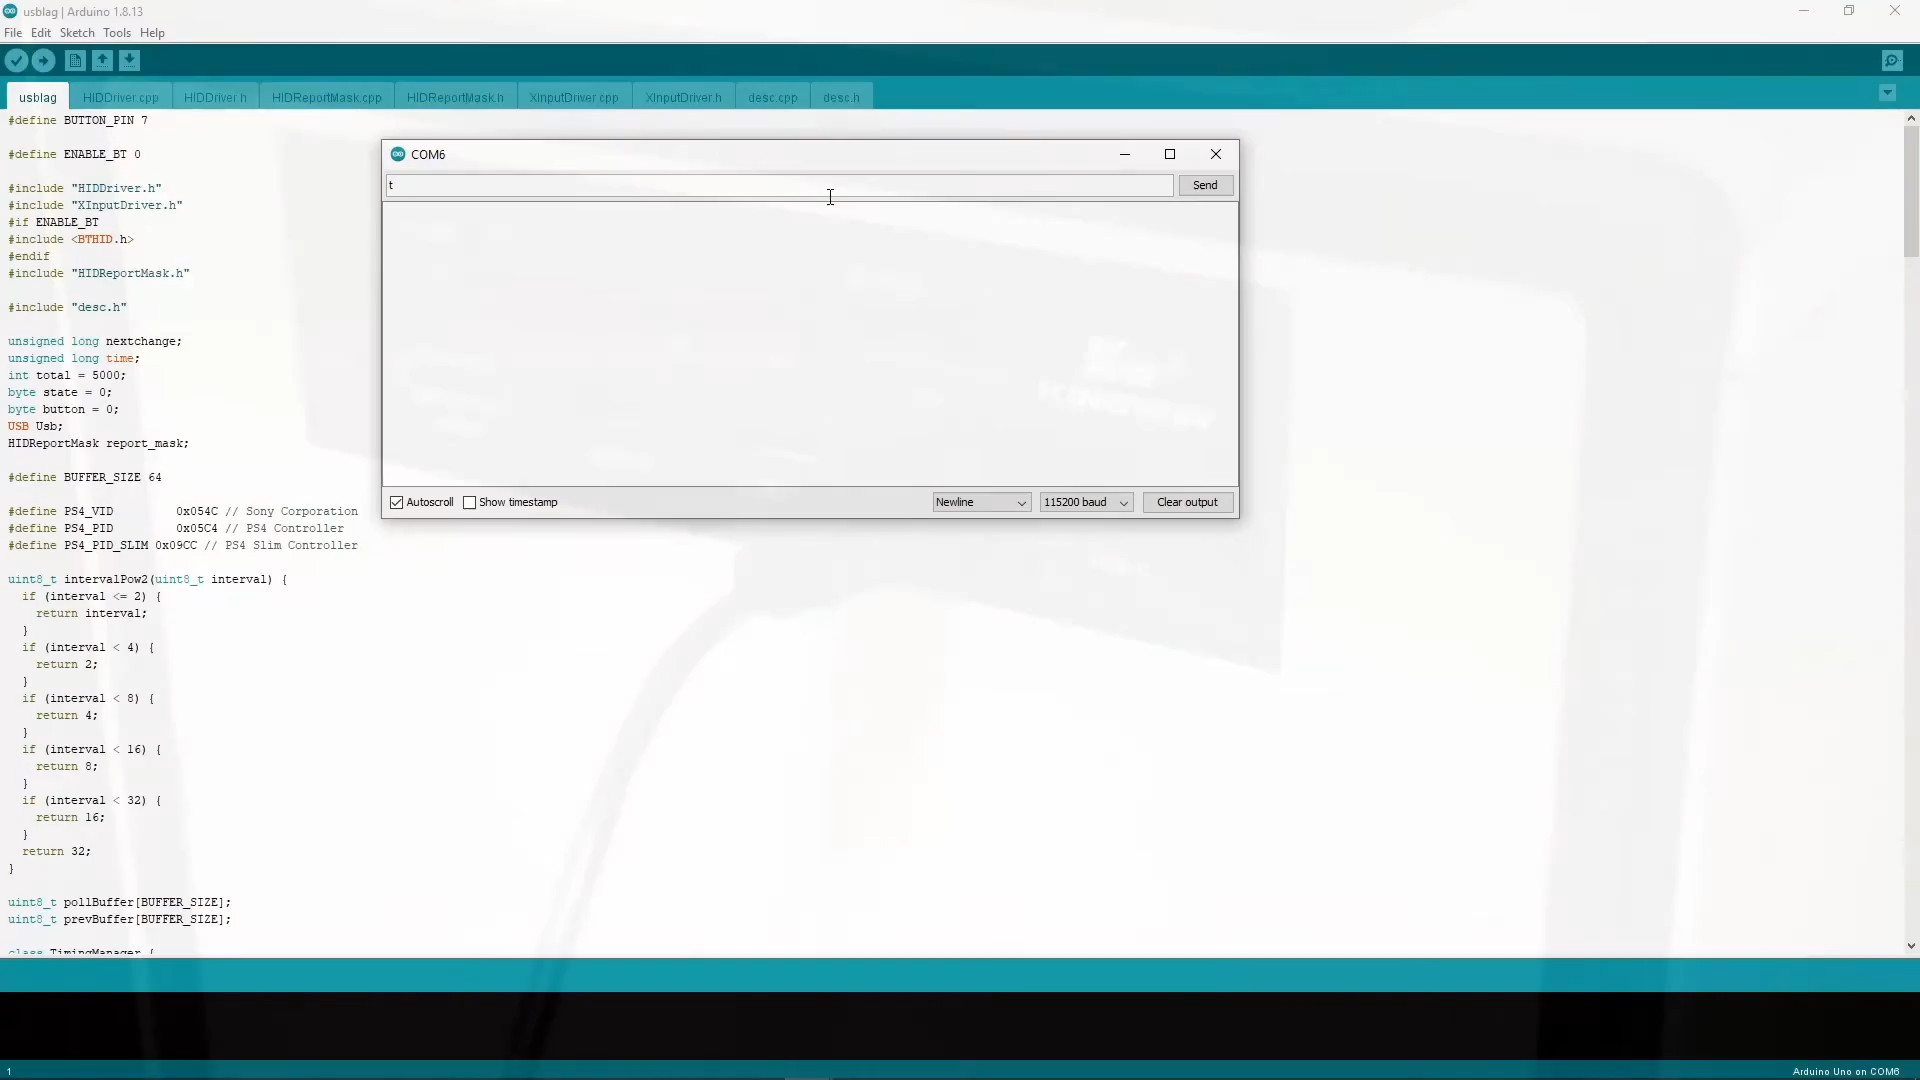 usblag | Arduino 1.8.13
File Edit Sketch Tools Help
usblag HIDDriver.cpp HIDDriver.h HIDReportMask.cpp HIDReportMask.h XInputDriver.cpp XInputDriver.h desc.cpp desc.h
#define BUTTON_PIN 7
#define ENABLE_BT 0
#include "HIDDriver.h"
#include "XInputDriver.h"
#if ENABLE_BT
#include <BTHID.h>
#endif
#include "HIDReportMask.h"
#include "desc.h"
unsigned long nextchange;
unsigned long time;
int total = 5000;
byte state = 0;
byte button = 0;
USB Usb;
HIDReportMask report_mask;
#define BUFFER_SIZE 64
#define PS4_VID 0x054C // Sony Corporation
#define PS4_PID 0x05C4 // PS4 Controller
#define PS4_PID_SLIM 0x09CC // PS4 Slim Controller
uint8_t intervalPow2(uint8_t interval) {
if (interval <= 2) {
return interval;
}
if (interval < 4) {
return 2;
}
if (interval < 8) {
return 4;
}
if (interval < 16) {
return 8;
}
if (interval < 32) {
return 16;
}
return 32;
}
uint8_t pollBuffer[BUFFER_SIZE];
uint8_t prevBuffer[BUFFER_SIZE];
class TimingManager {
COM6
t
Send
Autoscroll Show timestamp Newline 115200 baud Clear output
1 Arduino Uno on COM6